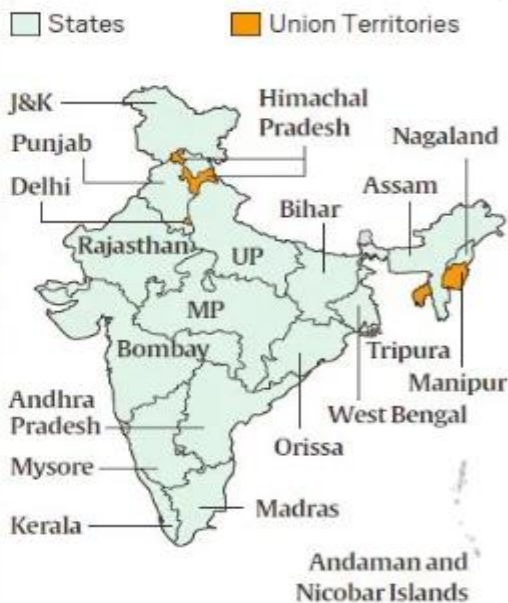 States
Union Territories
J&K
Himachal
Pradesh
Nagaland
Punjab
Assam
Delhi
Bihar
Rajasthan
UP
MP
Bombay
Tripura
Manipur
Andhra
Pradesh
West Bengal
Orissa
Mysore
Madras
Kerala
Andaman and
Nicobar Islands